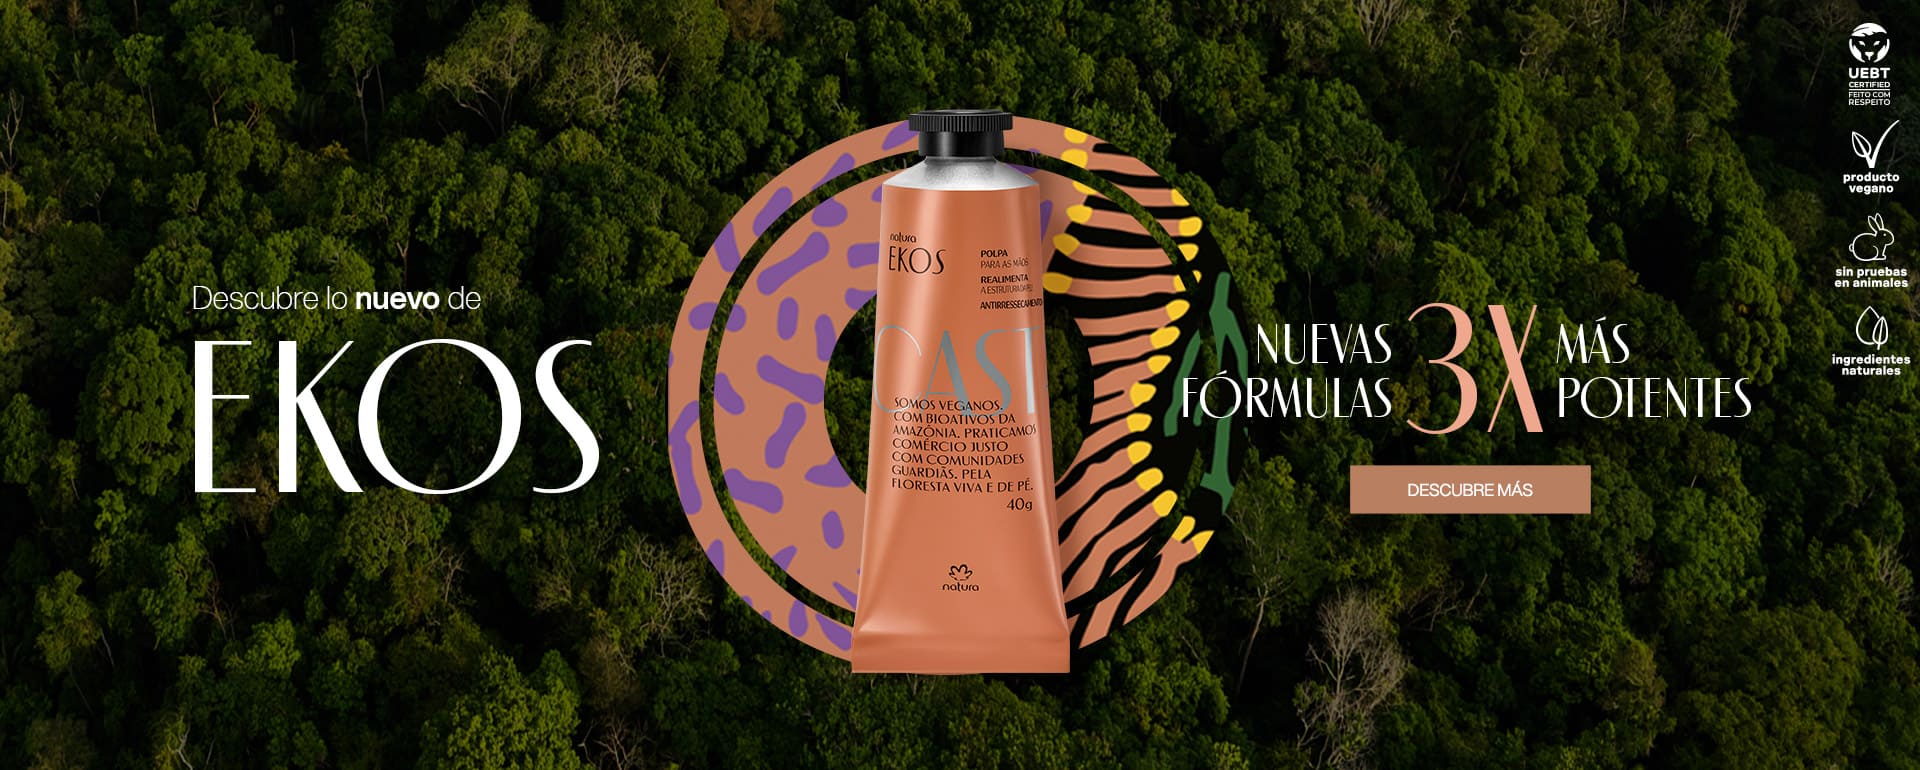 Descubre lo nuevo de
EKOS
natura
EKOS
POLPA
PARA AS MÃOS
REALIMENTA
A ESTRUTURA DA PELE
ANTIRRESSECAMENTO
CAST
SOMOS VEGANOS,
COM BIOATIVOS DA
AMAZÔNIA. PRATICAMOS
COMÉRCIO JUSTO
COM COMUNIDADES
GUARDIÃS, PELA
FLORESTA VIVA E DE PÉ.
40g
natura
NUEVAS
FÓRMULAS
3X
MÁS
POTENTES
DESCUBRE MÁS
UEBT
CERTIFIED
FEITO COM
RESPEITO
producto
vegano
sin pruebas
en animales
ingredientes
naturales